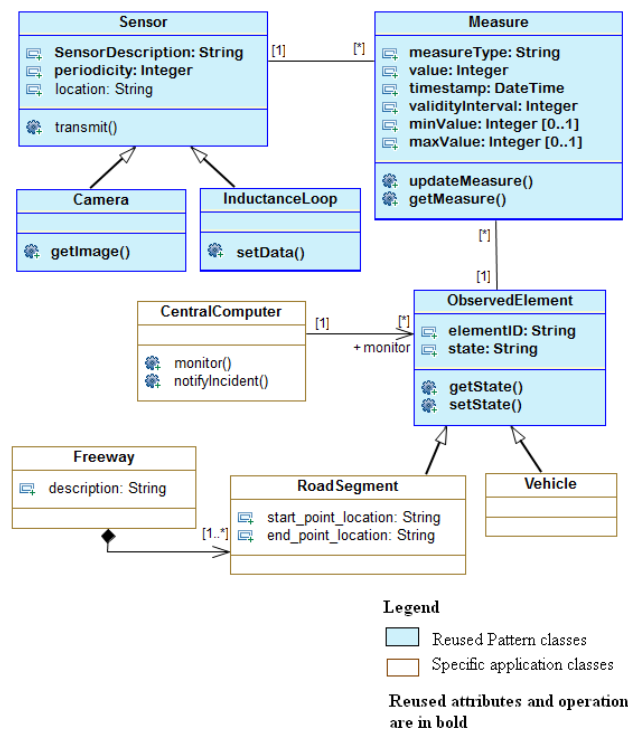 Sensor
SensorDescription: String
periodicity: Integer
location: String
transmit()
[1]
[*]
Measure
measureType: String
value: Integer
timestamp: DateTime
validityInterval: Integer
minValue: Integer [0..1]
maxValue: Integer [0..1]
updateMeasure()
getMeasure()
Camera
getImage()
InductanceLoop
setData()
[*]
[1]
CentralComputer
monitor()
notifyIncident()
[1]
[*]
+ monitor
ObservedElement
elementID: String
state: String
getState()
setState()
Freeway
description: String
[1..*]
RoadSegment
start_point_location: String
end_point_location: String
Vehicle
Legend
Reused Pattern classes
Specific application classes
Reused attributes and operation
are in bold